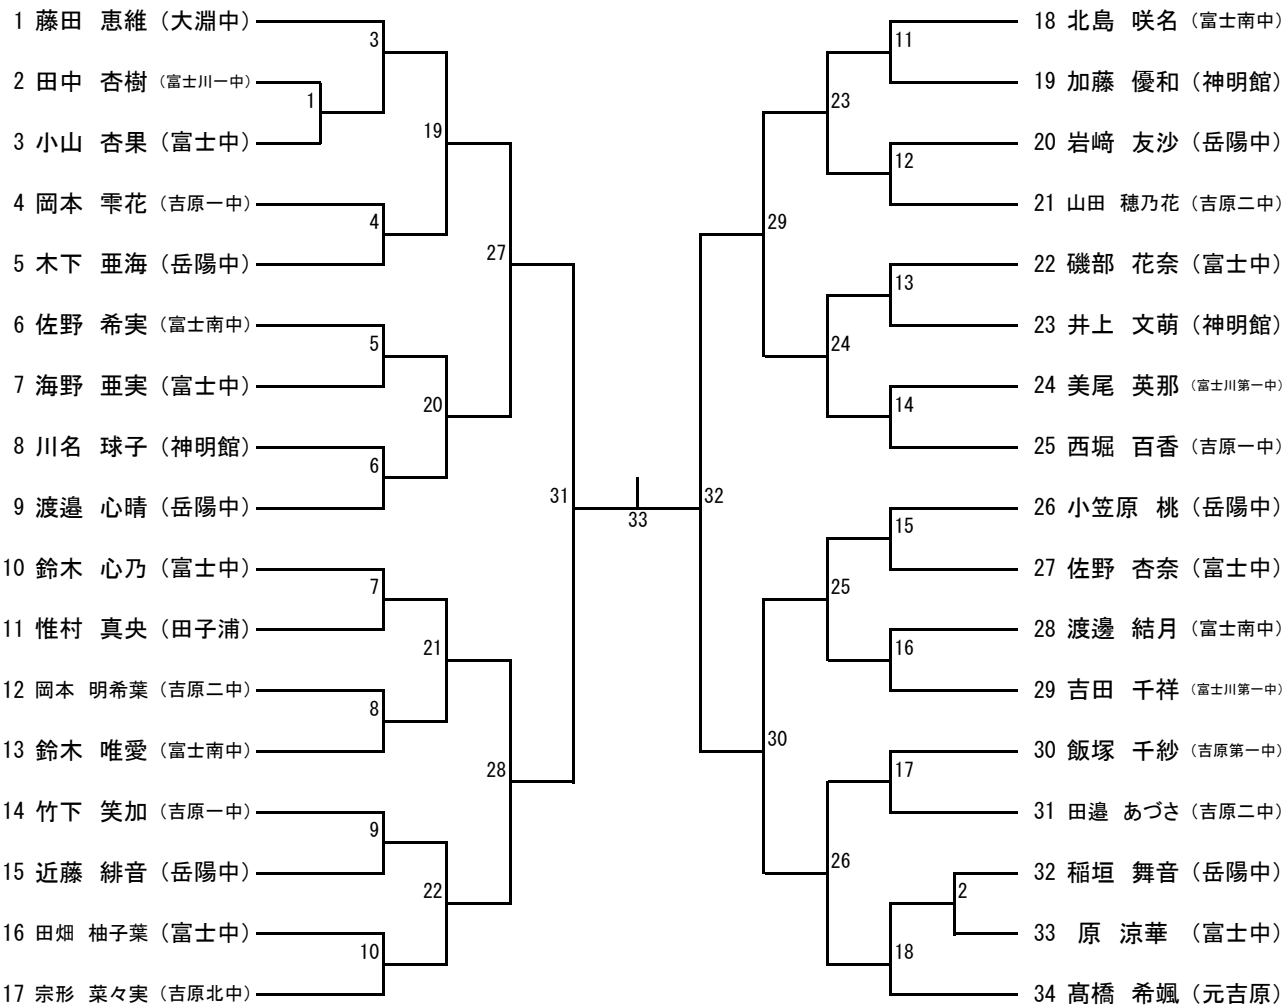 1 藤田 恵維（大淵中）
2 田中 杏樹（富士川一中）
3 小山 杏果（富士中）
4 岡本 雫花（吉原一中）
5 木下 亜海（岳陽中）
6 佐野 希実（富士南中）
7 海野 亜実（富士中）
8 川名 球子（神明館）
9 渡邉 心晴（岳陽中）
10 鈴木 心乃（富士中）
11 惟村 真央（田子浦）
12 岡本 明希葉（吉原二中）
13 鈴木 唯愛（富士南中）
14 竹下 笑加（吉原一中）
15 近藤 緋音（岳陽中）
16 田畑 柚子葉（富士中）
17 宗形 菜々実（吉原北中）
1
3
4
5
6
7
8
9
10
19
20
21
22
27
28
31
33
32
29
30
23
24
25
26
11
12
13
14
15
16
17
18
2
18 北島 咲名（富士南中）
19 加藤 優和（神明館）
20 岩﨑 友沙（岳陽中）
21 山田 穂乃花（吉原二中）
22 磯部 花奈（富士中）
23 井上 文萌（神明館）
24 美尾 英那（富士川第一中）
25 西堀 百香（吉原一中）
26 小笠原 桃（岳陽中）
27 佐野 杏奈（富士中）
28 渡邊 結月（富士南中）
29 吉田 千祥（富士川第一中）
30 飯塚 千紗（吉原第一中）
31 田邉 あづさ（吉原二中）
32 稲垣 舞音（岳陽中）
33 原 涼華（富士中）
34 髙橋 希颯（元吉原）